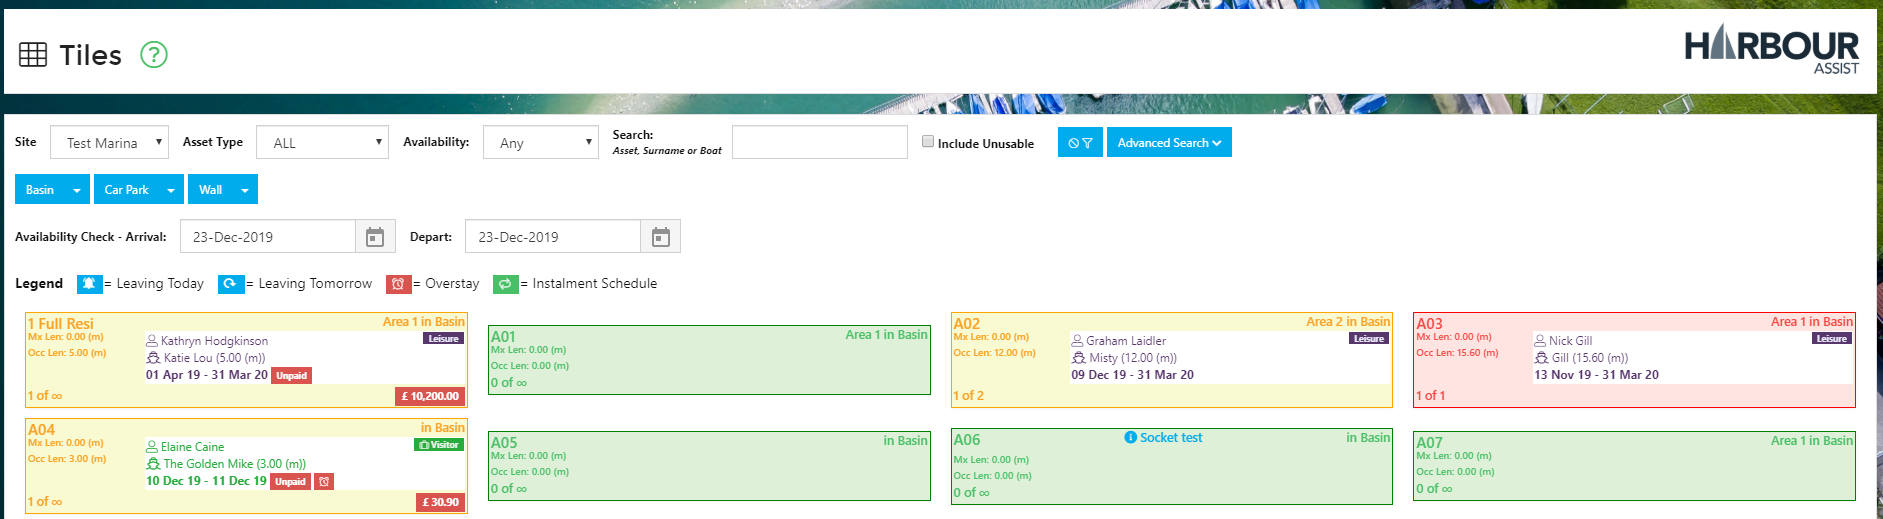 Tiles ?
HARBOUR
ASSIST
Site Test Marina Asset Type ALL Availability: Any Search:
Asset, Surname or Boat Include Unusable Advanced Search
Basin Car Park Wall
Availability Check - Arrival: 23-Dec-2019 Depart: 23-Dec-2019
Legend = Leaving Today = Leaving Tomorrow = Overstay = Instalment Schedule
1 Full Resi Area 1 in Basin
Mx Len: 0.00 (m)
Occ Len: 5.00 (m)
Kathryn Hodgkinson Leisure
Katie Lou (5.00 (m))
01 Apr 19 - 31 Mar 20 Unpaid
1 of ∞ £ 10,200.00
A01 Area 1 in Basin
Mx Len: 0.00 (m)
Occ Len: 0.00 (m)
0 of ∞
A02 Area 2 in Basin
Mx Len: 0.00 (m)
Occ Len: 12.00 (m)
Graham Laidler Leisure
Misty (12.00 (m))
09 Dec 19 - 31 Mar 20
1 of 2
A03 Area 1 in Basin
Mx Len: 0.00 (m)
Occ Len: 15.60 (m)
Nick Gill Leisure
Gill (15.60 (m))
13 Nov 19 - 31 Mar 20
1 of 1
A04 in Basin
Mx Len: 0.00 (m)
Occ Len: 3.00 (m)
Elaine Caine Visitor
The Golden Mike (3.00 (m))
10 Dec 19 - 11 Dec 19 Unpaid
1 of ∞ £ 30.90
A05 in Basin
Mx Len: 0.00 (m)
Occ Len: 0.00 (m)
0 of ∞
A06 Socket test in Basin
Mx Len: 0.00 (m)
Occ Len: 0.00 (m)
0 of ∞
A07 Area 1 in Basin
Mx Len: 0.00 (m)
Occ Len: 0.00 (m)
0 of ∞